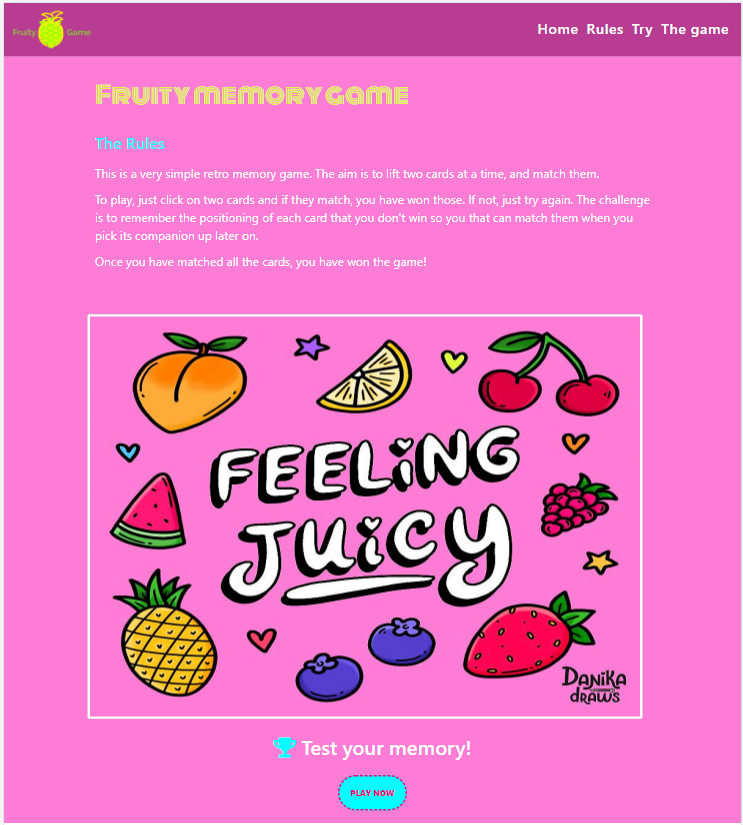 Fruity Game
Home Rules Try The game
Fruity memory game
The Rules
This is a very simple retro memory game. The aim is to lift two cards at a time, and match them.
To play, just click on two cards and if they match, you have won those. If not, just try again. The challenge
is to remember the positioning of each card that you don't win so you that can match them when you
pick its companion up later on.
Once you have matched all the cards, you have won the game!
FEELiNG
JUiCy
DANiKA
dRAWS
Test your memory!
PLAY NOW